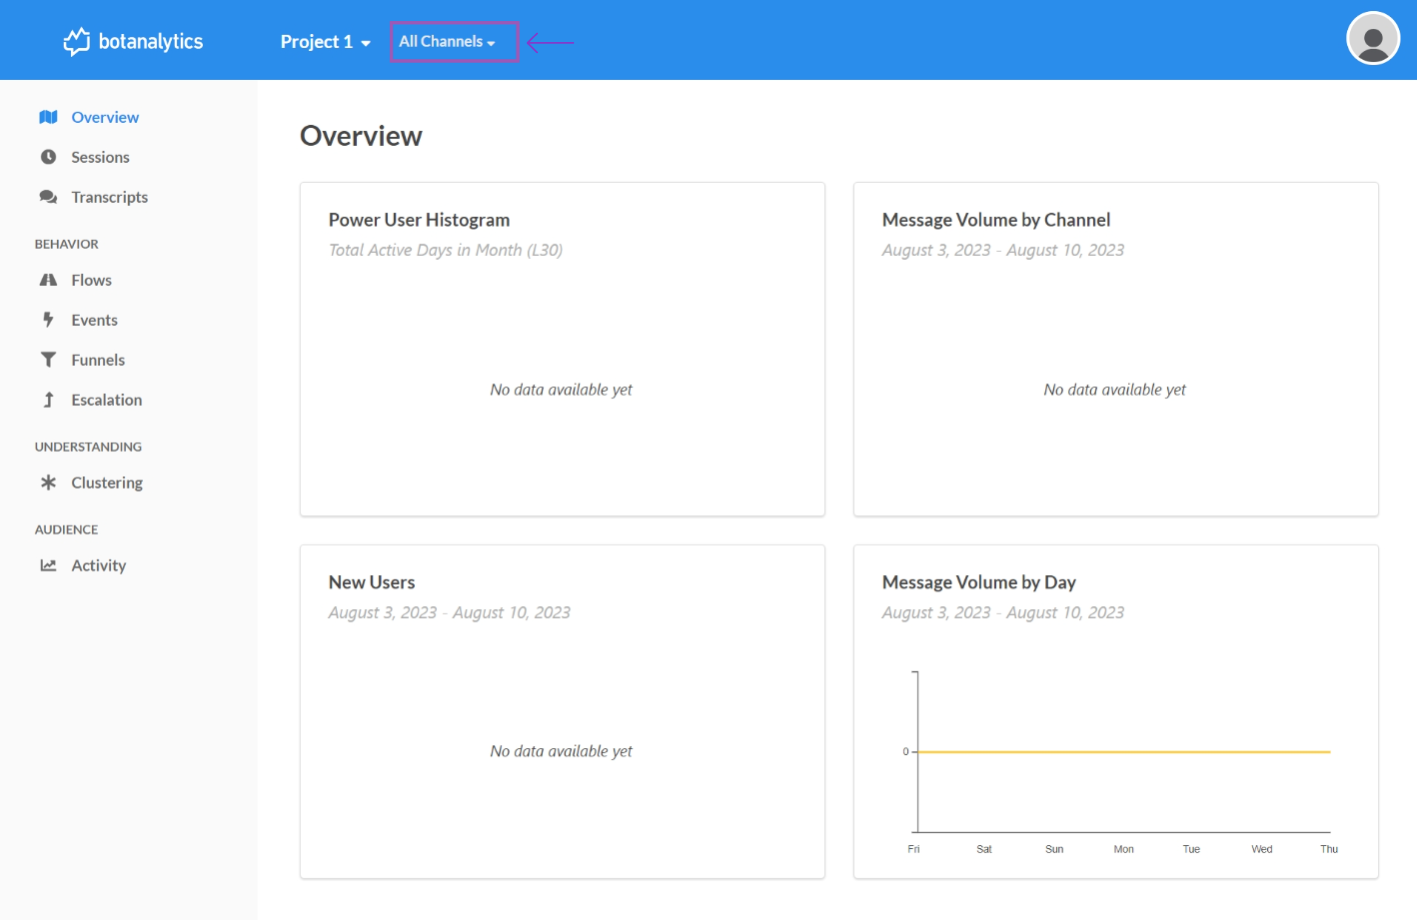 botanalytics
Project 1
All Channels
Overview
Sessions
Transcripts
BEHAVIOR
Flows
Events
Funnels
Escalation
UNDERSTANDING
Clustering
AUDIENCE
Activity
Overview
Power User Histogram
Total Active Days in Month (L30)
No data available yet
Message Volume by Channel
August 3, 2023 - August 10, 2023
No data available yet
New Users
August 3, 2023 - August 10, 2023
No data available yet
Message Volume by Day
August 3, 2023 - August 10, 2023
0
Fri Sat Sun Mon Tue Wed Thu